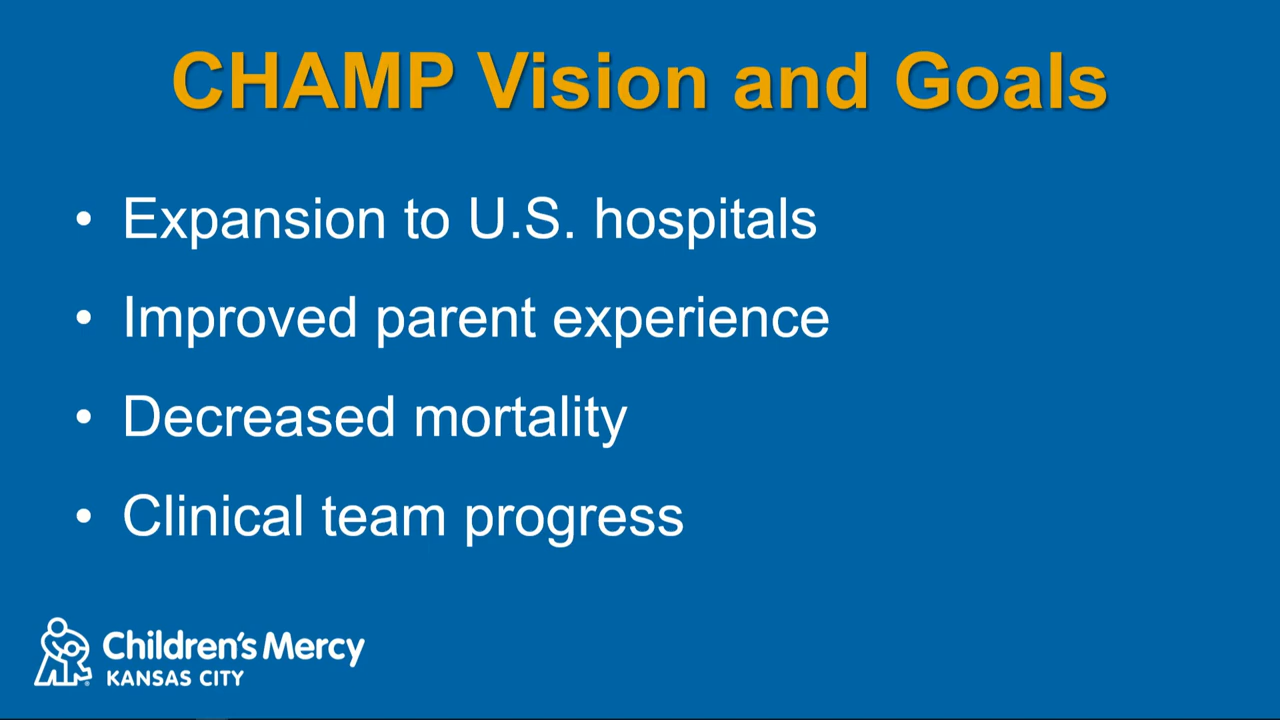 CHAMP Vision and Goals
• Expansion to U.S. hospitals
• Improved parent experience
• Decreased mortality
• Clinical team progress
Children's Mercy
KANSAS CITY